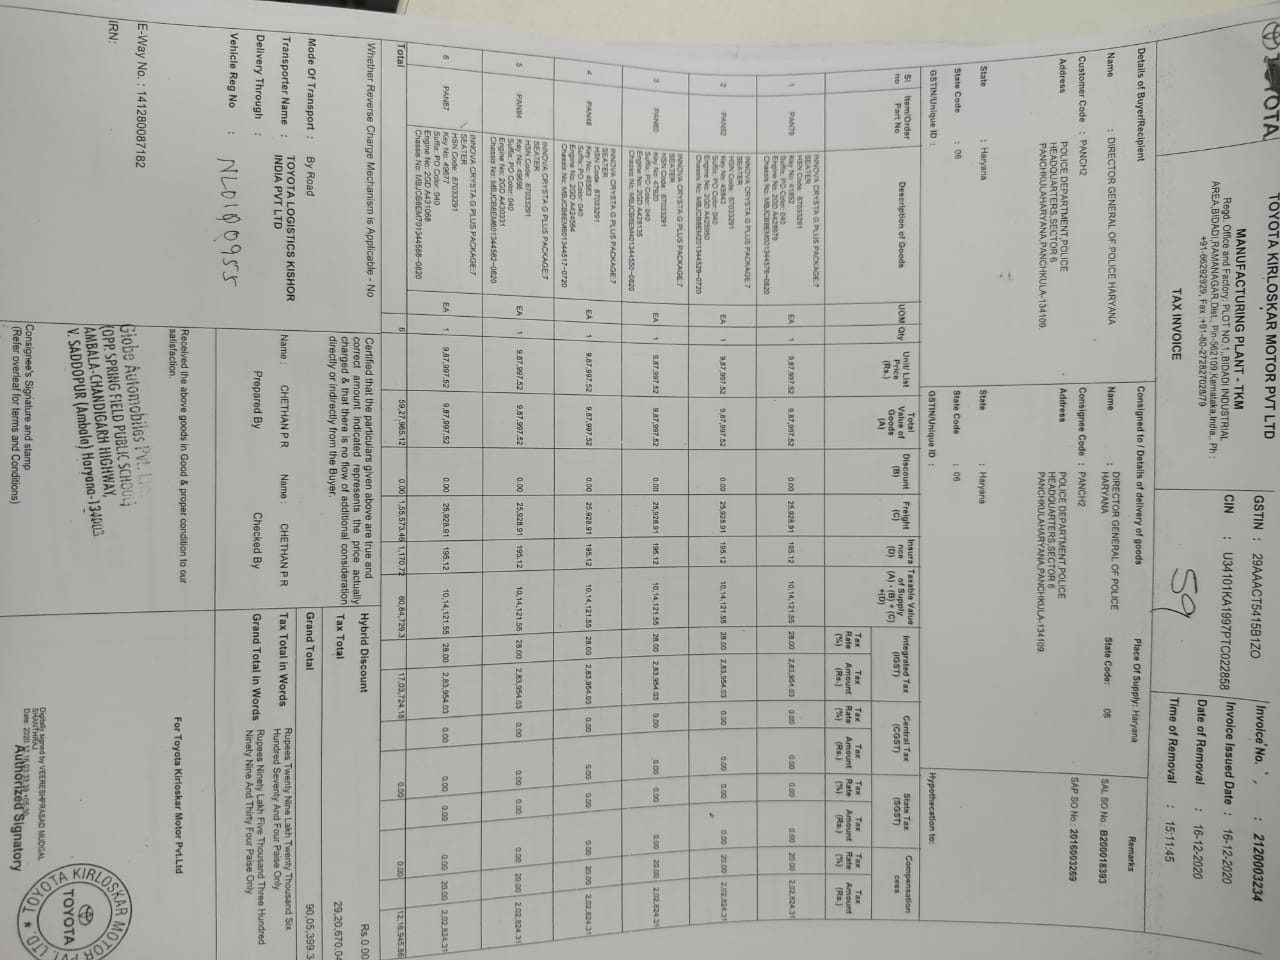 TOYOTA
TOYOTA KIRLOSKAR MOTOR PVT LTD
MANUFACTURING PLANT - TKM
Regd. Office and Factory: PLOT NO.1,,BIDADI INDUSTRIAL
AREA,BIDADI,RAMANAGAR,Dist., Pin-562109,Karnataka,India,. Ph :
+91-66292929, Fax :+91-80-27287027028/79
TAX INVOICE
GSTIN : 29AAACT5415B1ZO
CIN : U34101KA1997PTC022858
59
Invoice No. : 2120003234
Invoice Issued Date : 16-12-2020
Date of Removal : 16-12-2020
Time of Removal : 15:11:45
Details of Buyer/Recipient
Name : DIRECTOR GENERAL OF POLICE HARYANA
Customer Code : PANCH2
Address POLICE DEPARTMENT,POLICE
HEADQUARTERS,SECTOR 6
PANCHKULAHARYANA,PANCHKULA-134109.
State : Haryana
State Code : 06
GSTIN/Unique ID :
Consigned to / Details of delivery of goods
Place Of Supply: Haryana
Name : DIRECTOR GENERAL OF POLICE
HARYANA
State Code: 06
Consignee Code : PANCH2
Address POLICE DEPARTMENT,POLICE
HEADQUARTERS,SECTOR 6
PANCHKULAHARYANA,PANCHKULA-134109.
State : Haryana
State Code : 06
GSTIN/Unique ID :
Remarks
SAL SO No.: B200018393
SAP SO No.: 2016003269
Hypothecation to:
Sl no Item/Order Part No Description of Goods UOM Qty Unit/ List Price (Rs.) Total Value of Goods (A) Discount (B) Freight (C) Insura nce (D) Taxable Value of Supply (A) - (B) + (C) +(D) Integrated Tax (IGST) Central Tax (CGST) State Tax (SGST) Compensation cess
Tax Rate (%) Tax Amount (Rs.) Tax Rate (%) Tax Amount (Rs.) Tax Rate (%) Tax Amount (Rs.) Tax Rate (%) Tax Amount (Rs.)
INNOVA CRYSTA G PLUS PACKAGE:7
SEATER
HSN Code: 87033291
Key No: 41852
1 PAN79 EA 1 9,87,997.52 9,87,997.52 0.00 25,928.91 195.12 10,14,121.55 28.00 2,83,954.03 0.00 0.00 0.00 0.00 20.00 2,02,824.31
Suffix: PO Color: 040
Engine No: 2GD A429979
Chassis No: MBJCB8EM001344576-0820
INNOVA CRYSTA G PLUS PACKAGE:7
SEATER
HSN Code: 87033291
2 PAN52 EA 1 9,87,997.52 9,87,997.52 0.00 25,928.91 195.12 10,14,121.55 28.00 2,83,954.03 0.00 0.00 0.00 0.00 20.00 2,02,824.31
Key No: 45843
Suffix: PO Color: 040
Engine No: 2GD A425950
Chassis No: MBJCB8EM201344529-0720
INNOVA CRYSTA G PLUS PACKAGE:7
SEATER
HSN Code: 87033291
3 PAN60 EA 1 9,87,997.52 9,87,997.52 0.00 25,928.91 195.12 10,14,121.55 28.00 2,83,954.03 0.00 0.00 0.00 0.00 20.00 2,02,824.31
Key No: 47820
Suffix: PO Color: 040
Engine No: 2GD A428135
Chassis No: MBJCB8EM401344550-0820
INNOVA CRYSTA G PLUS PACKAGE:7
SEATER
HSN Code: 87033291
4 PAN48 EA 1 9,87,997.52 9,87,997.52 0.00 25,928.91 195.12 10,14,121.55 28.00 2,83,954.03 0.00 0.00 0.00 0.00 20.00 2,02,824.31
Key No: 46563
Suffix: PO Color: 040
Engine No: 2GD A424564
Chassis No: MBJCB8EM601344517-0720
INNOVA CRYSTA G PLUS PACKAGE:7
SEATER
HSN Code: 87033291
5 PAN84 EA 1 9,87,997.52 9,87,997.52 0.00 25,928.91 195.12 10,14,121.55 28.00 2,83,954.03 0.00 0.00 0.00 0.00 20.00 2,02,824.31
Key No: 49698
Suffix: PO Color: 040
Engine No: 2GD A430331
Chassis No: MBJCB8EM601344582-0820
INNOVA CRYSTA G PLUS PACKAGE:7
SEATER
HSN Code: 87033291
6 PAN87 EA 1 9,87,997.52 9,87,997.52 0.00 25,928.91 195.12 10,14,121.55 28.00 2,83,954.03 0.00 0.00 0.00 0.00 20.00 2,02,824.31
Key No: 49677
Suffix: PO Color: 040
Engine No: 2GD A431068
Chassis No: MBJCB8EM701344588-0820
Total 6 59,27,985.12 0.00 1,55,573.46 1,170.72 60,84,729.3 17,03,724.18 0.00 0.00 12,16,945.86
Whether Reverse Charge Mechanism is Applicable - No
Mode Of Transport : By Road
Transporter Name : TOYOTA LOGISTICS KISHOR
INDIA PVT LTD
Delivery Through :
Vehicle Reg No : NL01Q0955
E-Way No. : 141280087182
IRN:
Certified that the particulars given above are true and
correct amount indicated represents the price actually
charged & that there is no flow of additional consideration
directly or indirectly from the Buyer.
Name : CHETHAN P R Name : CHETHAN P R
Prepared By Checked By
Received the above goods in Good & proper condition to our
satisfaction.
Globe Automobiles Pvt. Ltd.
(OPP. SPRING FIELD PUBLIC SCHOOL)
AMBALA-CHANDIGARH HIGHWAY,
V. SADDOPUR (Ambala) Haryana-134003
Consignee's Signature and stamp
(Refer overleaf for terms and Conditions)
Hybrid Discount Rs.0.00
Tax Total 29,20,670.04
Grand Total 90,05,399.3
Tax Total in Words Rupees Twenty Nine Lakh Twenty Thousand Six
Hundred Seventy And Four Paise Only
Grand Total in Words Rupees Ninety Lakh Five Thousand Three Hundred
Ninety Nine And Thirty Four Paise Only
For Toyota Kirloskar Motor Pvt.Ltd
TOYOTA KIRLOSKAR MOTOR PVT. LTD.
TOYOTA
Digitally signed by VEERESHPRASAD MUDGAL
SHANTHRAJ
Date: 2020.12.16 03:33:39 +05:30
Authorized Signatory